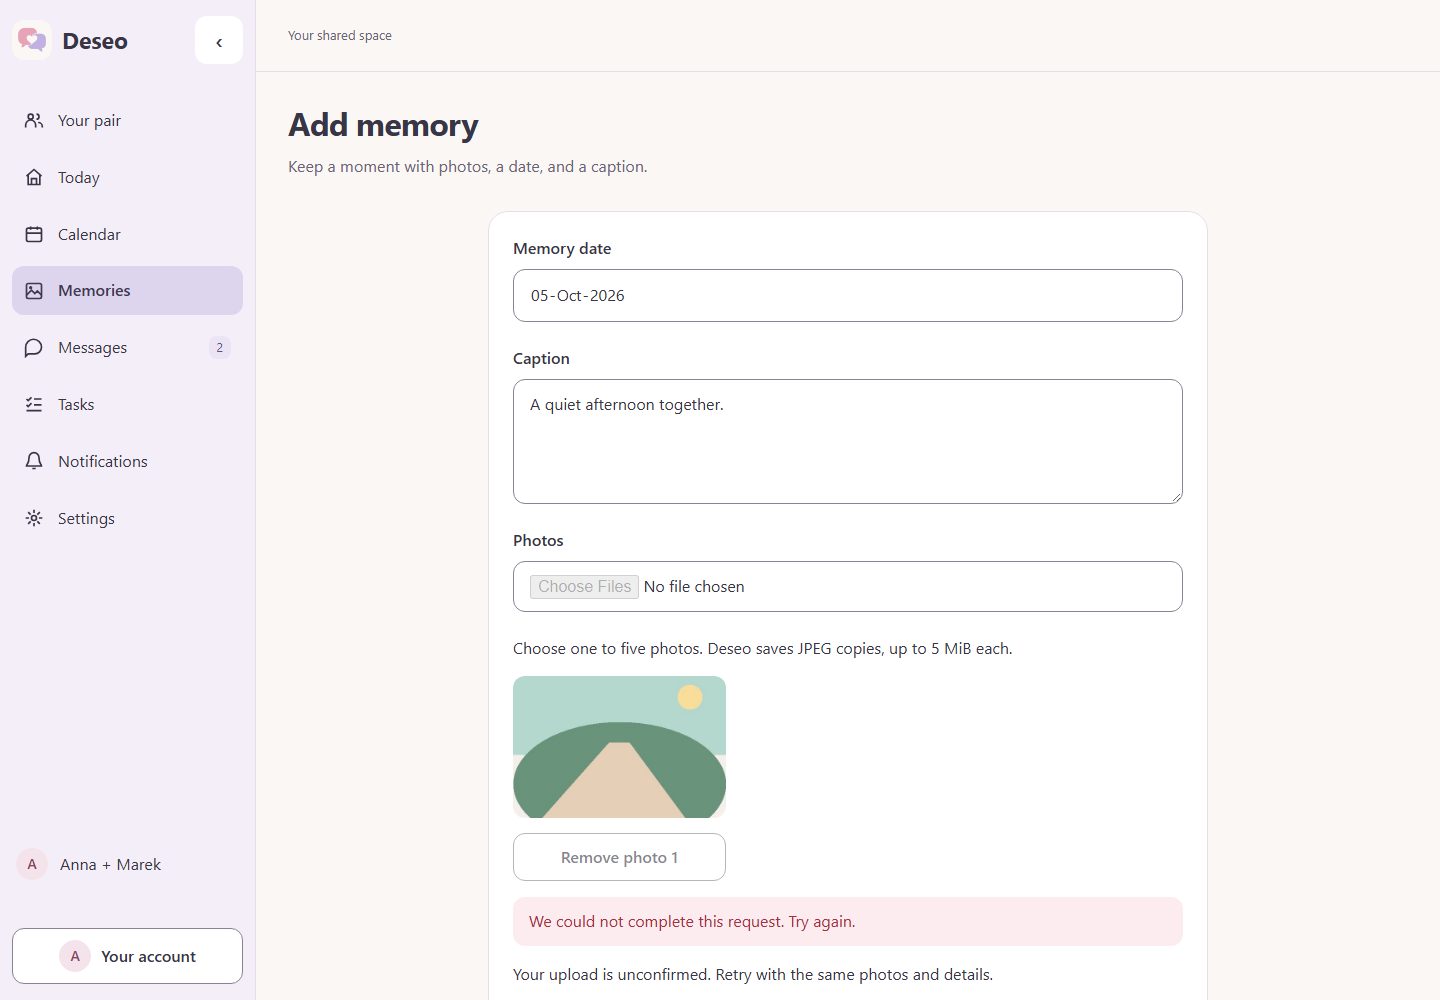 Deseo
‹
Your pair
Today
Calendar
Memories
Messages
2
Tasks
Notifications
Settings
A
Anna + Marek
A
Your account
Your shared space
Add memory
Keep a moment with photos, a date, and a caption.
Memory date
05-Oct-2026
Caption
A quiet afternoon together.
Photos
Choose Files No file chosen
Choose one to five photos. Deseo saves JPEG copies, up to 5 MiB each.
Remove photo 1
We could not complete this request. Try again.
Your upload is unconfirmed. Retry with the same photos and details.